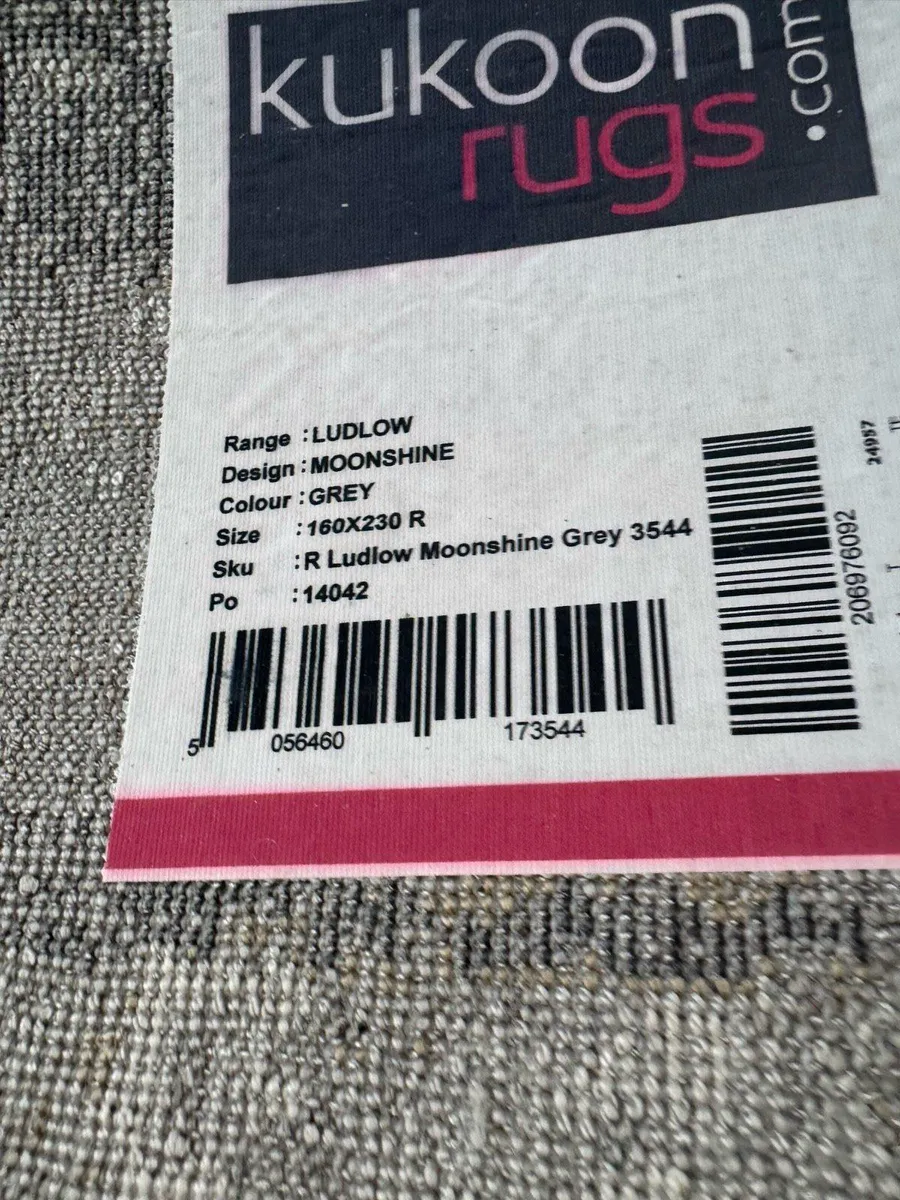 kukoon
rugs
.com
Range :LUDLOW
Design :MOONSHINE
Colour :GREY
Size :160X230 R
Sku :R Ludlow Moonshine Grey 3544
Po :14042
5 056460 173544
206976092
24957